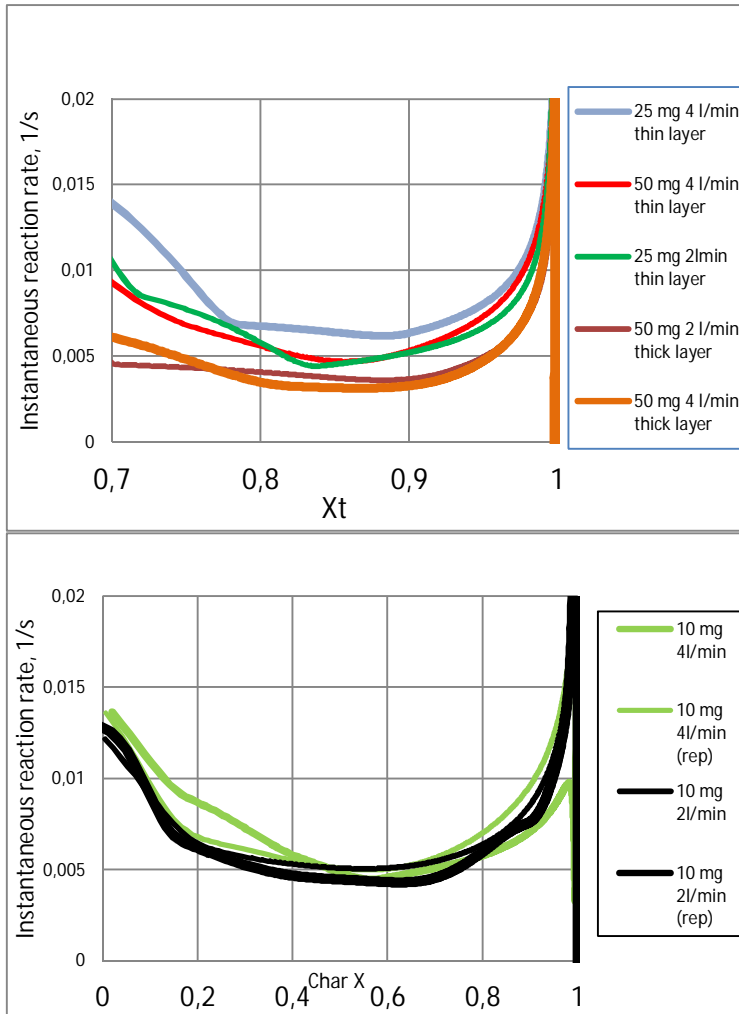 Instantaneous reaction rate, 1/s
0,02
0,015
0,01
0,005
0
0,7
0,8
0,9
1
Xt
25 mg 4 l/min
thin layer
50 mg 4 l/min
thin layer
25 mg 2lmin
thin layer
50 mg 2 l/min
thick layer
50 mg 4 l/min
thick layer
Instantaneous reaction rate, 1/s
0,02
0,015
0,01
0,005
0
0
0,2
0,4
0,6
0,8
1
Char X
10 mg
4l/min
10 mg
4l/min
(rep)
10 mg
2l/min
10 mg
2l/min
(rep)